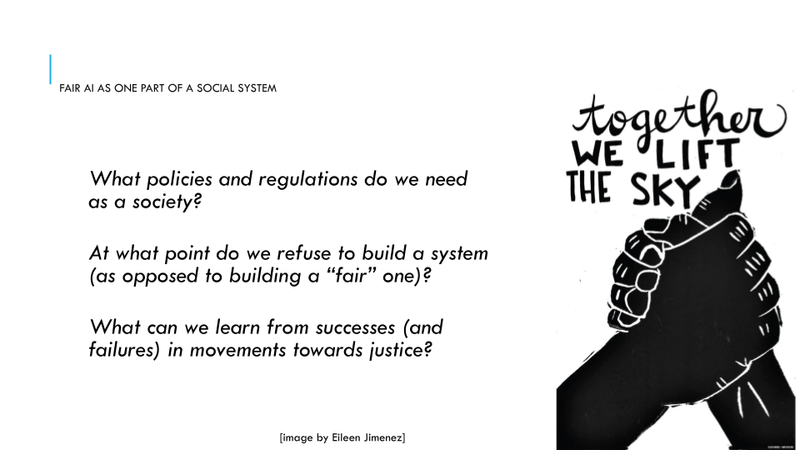 FAIR AI AS ONE PART OF A SOCIAL SYSTEM
What policies and regulations do we need
as a society?
At what point do we refuse to build a system
(as opposed to building a “fair” one)?
What can we learn from successes (and
failures) in movements towards justice?
together
WE LIFT
THE SKY
[image by Eileen Jimenez]